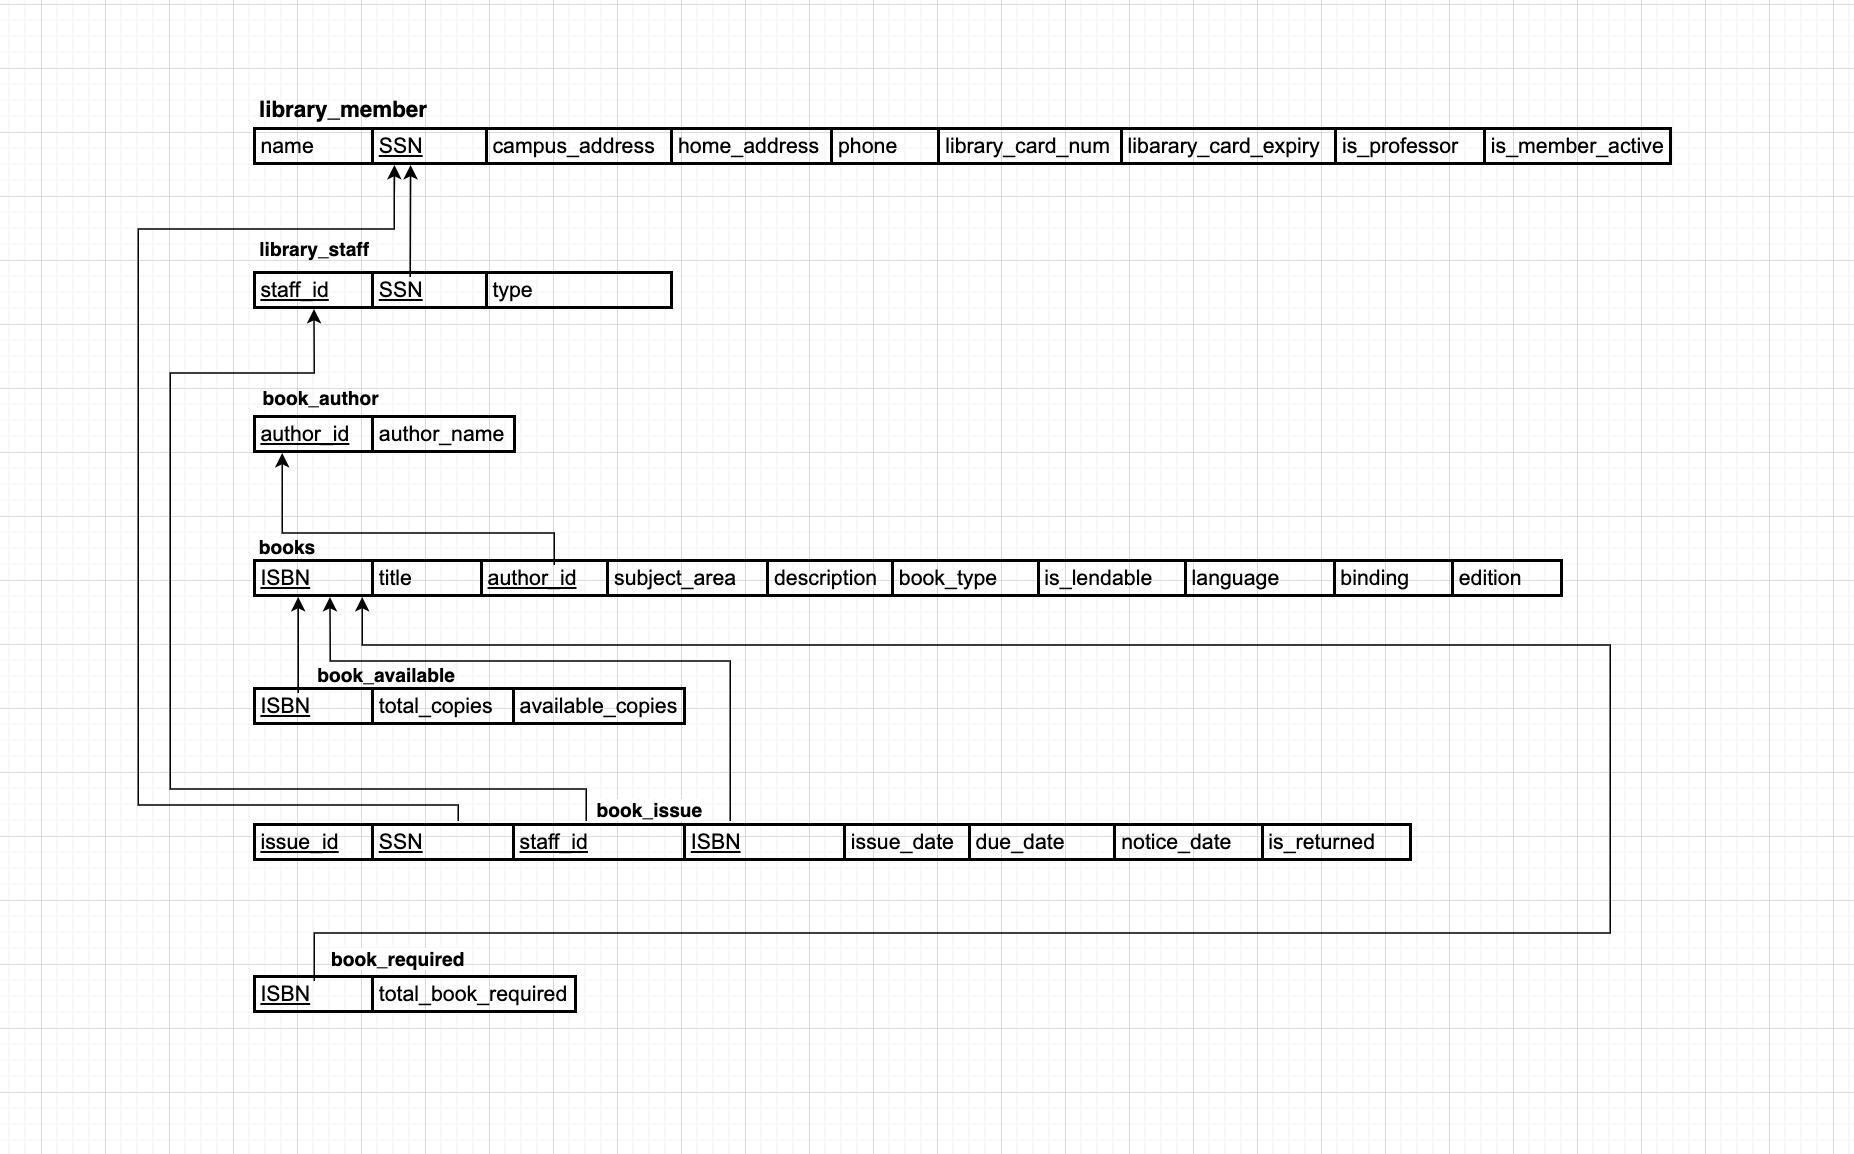 library_member
name SSN campus_address home_address phone library_card_num libarary_card_expiry is_professor is_member_active
library_staff
staff_id SSN type
book_author
author_id author_name
books
ISBN title author_id subject_area description book_type is_lendable language binding edition
book_available
ISBN total_copies available_copies
book_issue
issue_id SSN staff_id ISBN issue_date due_date notice_date is_returned
book_required
ISBN total_book_required